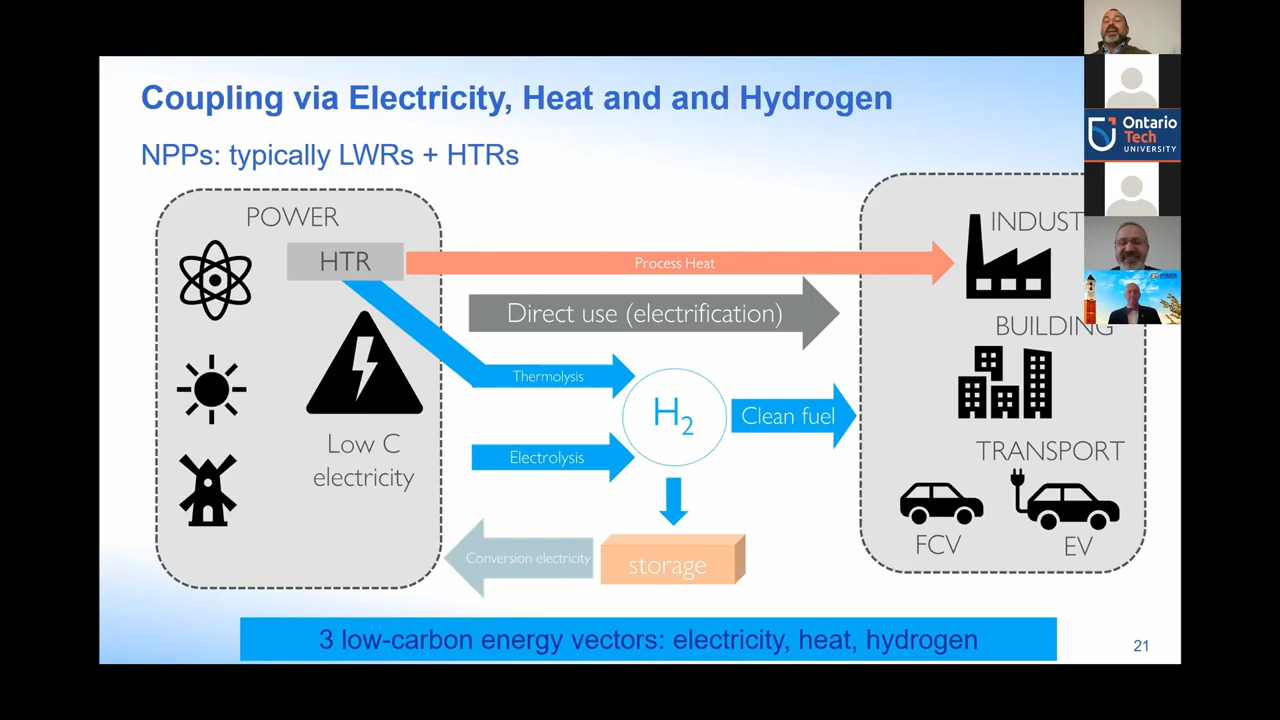 Coupling via Electricity, Heat and and Hydrogen
NPPs: typically LWRs + HTRs
POWER
HTR
Low C
electricity
Process Heat
Direct use (electrification)
Thermolysis
Electrolysis
H2
Clean fuel
storage
Conversion electricity
INDUST
BUILDING
TRANSPORT
FCV
EV
3 low-carbon energy vectors: electricity, heat, hydrogen
21
Ontario
Tech
UNIVERSITY